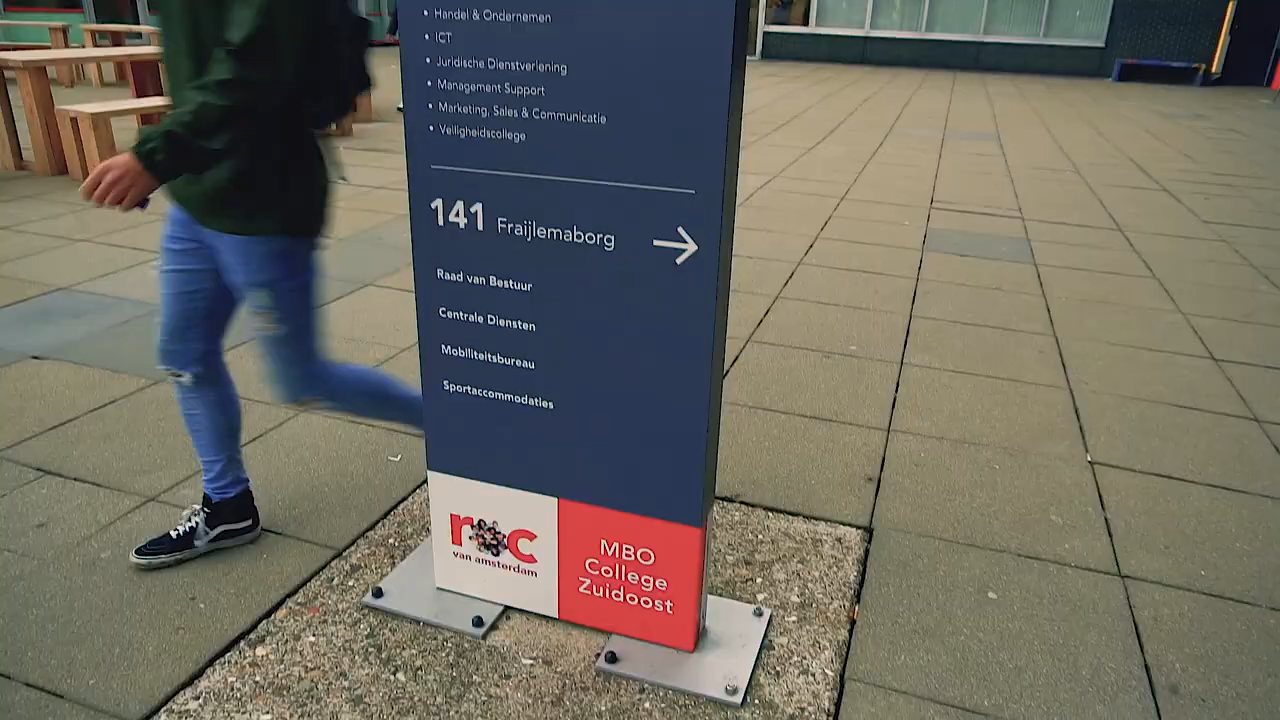 • Handel & Ondernemen
• ICT
• Juridische Dienstverlening
• Management Support
• Marketing, Sales & Communicatie
• Veiligheidscollege
141 Fraijlemaborg →
Raad van Bestuur
Centrale Diensten
Mobiliteitsbureau
Sportaccommodaties
roc
van amsterdam
MBO
College
Zuidoost